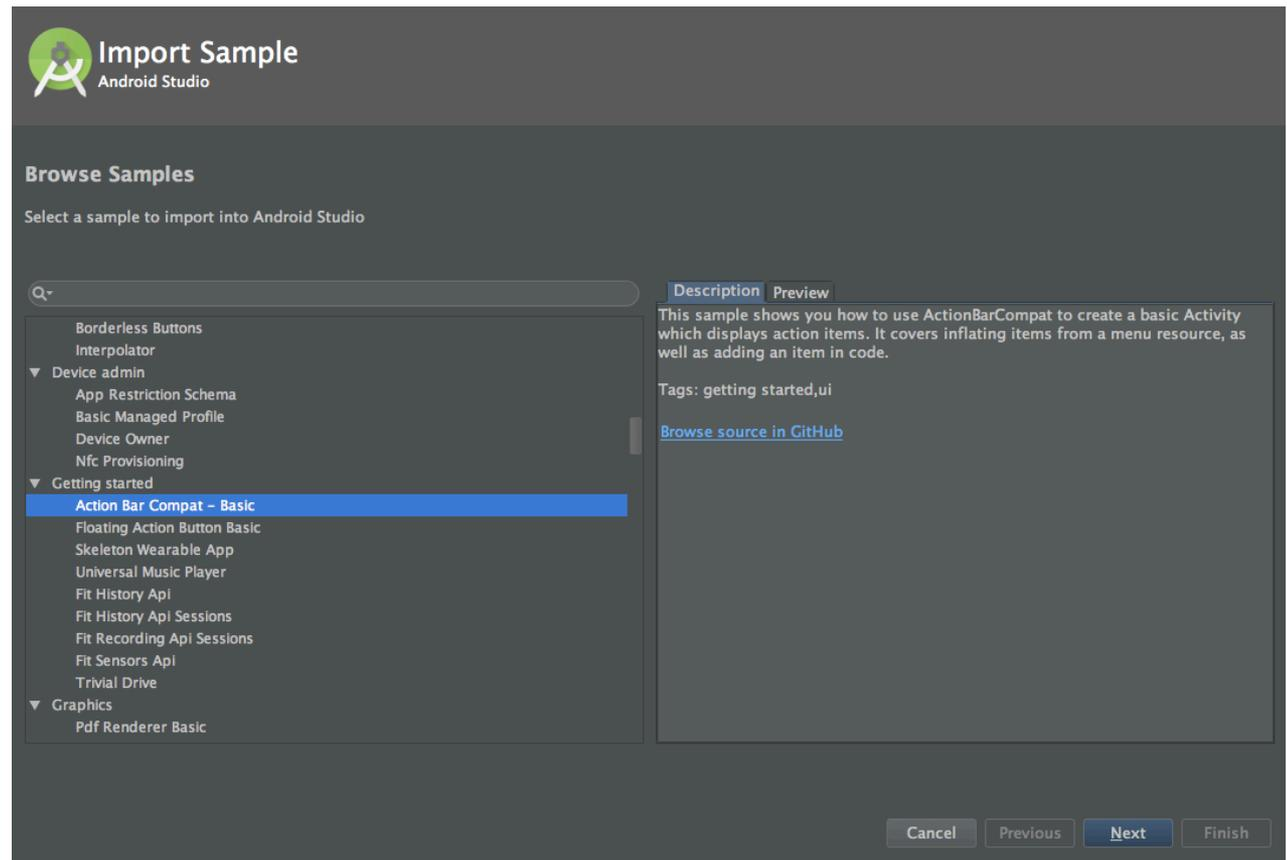 Import Sample
Android Studio
Browse Samples
Select a sample to import into Android Studio
Borderless Buttons
Interpolator
Device admin
App Restriction Schema
Basic Managed Profile
Device Owner
Nfc Provisioning
Getting started
Action Bar Compat – Basic
Floating Action Button Basic
Skeleton Wearable App
Universal Music Player
Fit History Api
Fit History Api Sessions
Fit Recording Api Sessions
Fit Sensors Api
Trivial Drive
Graphics
Pdf Renderer Basic
Description Preview
This sample shows you how to use ActionBarCompat to create a basic Activity
which displays action items. It covers inflating items from a menu resource, as
well as adding an item in code.
Tags: getting started,ui
Browse source in GitHub
Cancel Previous Next Finish